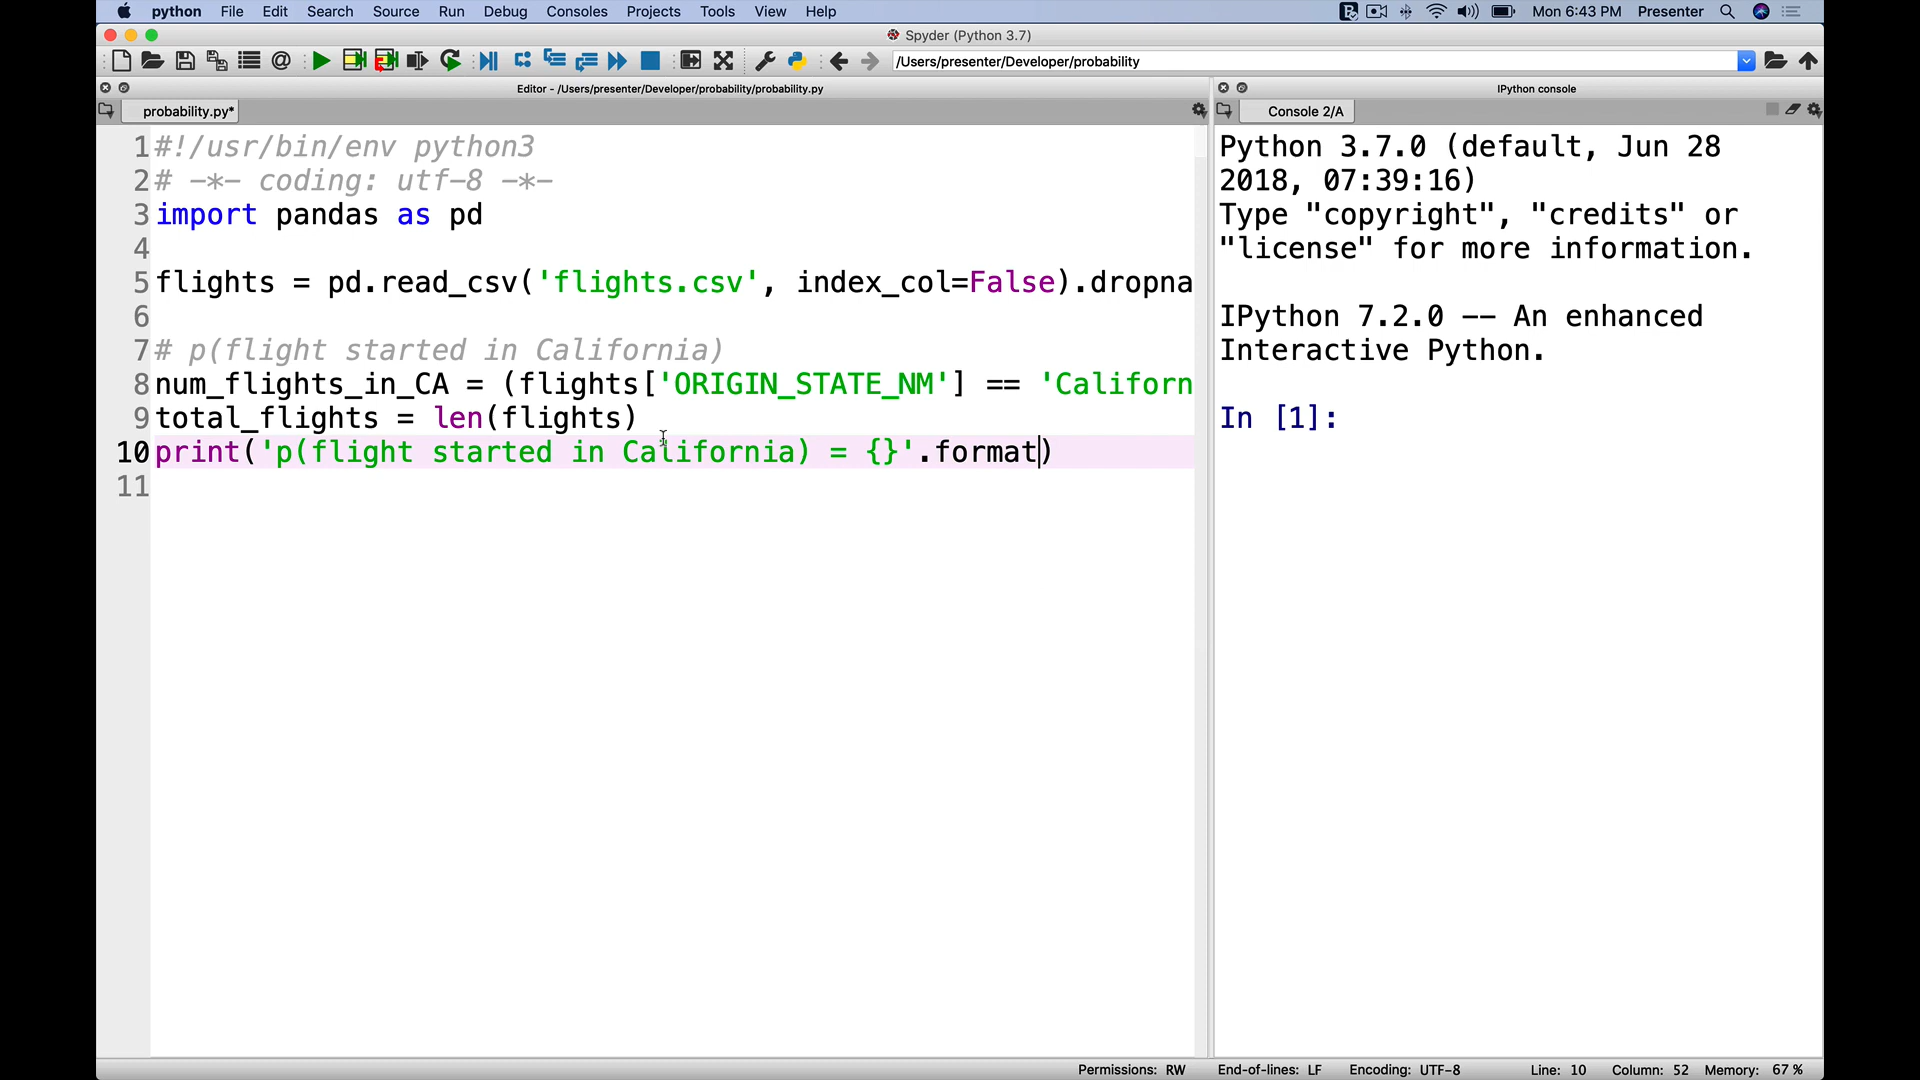 python File Edit Search Source Run Debug Consoles Projects Tools View Help Mon 6:43 PM Presenter
Spyder (Python 3.7)
/Users/presenter/Developer/probability
Editor - /Users/presenter/Developer/probability/probability.py
IPython console
probability.py*
Console 2/A
1 #!/usr/bin/env python3
2 # -*- coding: utf-8 -*-
3 import pandas as pd
4
5 flights = pd.read_csv('flights.csv', index_col=False).dropna
6
7 # p(flight started in California)
8 num_flights_in_CA = (flights['ORIGIN_STATE_NM'] == 'Californ
9 total_flights = len(flights)
10 print('p(flight started in California) = {}'.format)
11
Python 3.7.0 (default, Jun 28
2018, 07:39:16)
Type "copyright", "credits" or
"license" for more information.
IPython 7.2.0 -- An enhanced
Interactive Python.
In [1]:
Permissions: RW End-of-lines: LF Encoding: UTF-8 Line: 10 Column: 52 Memory: 67 %